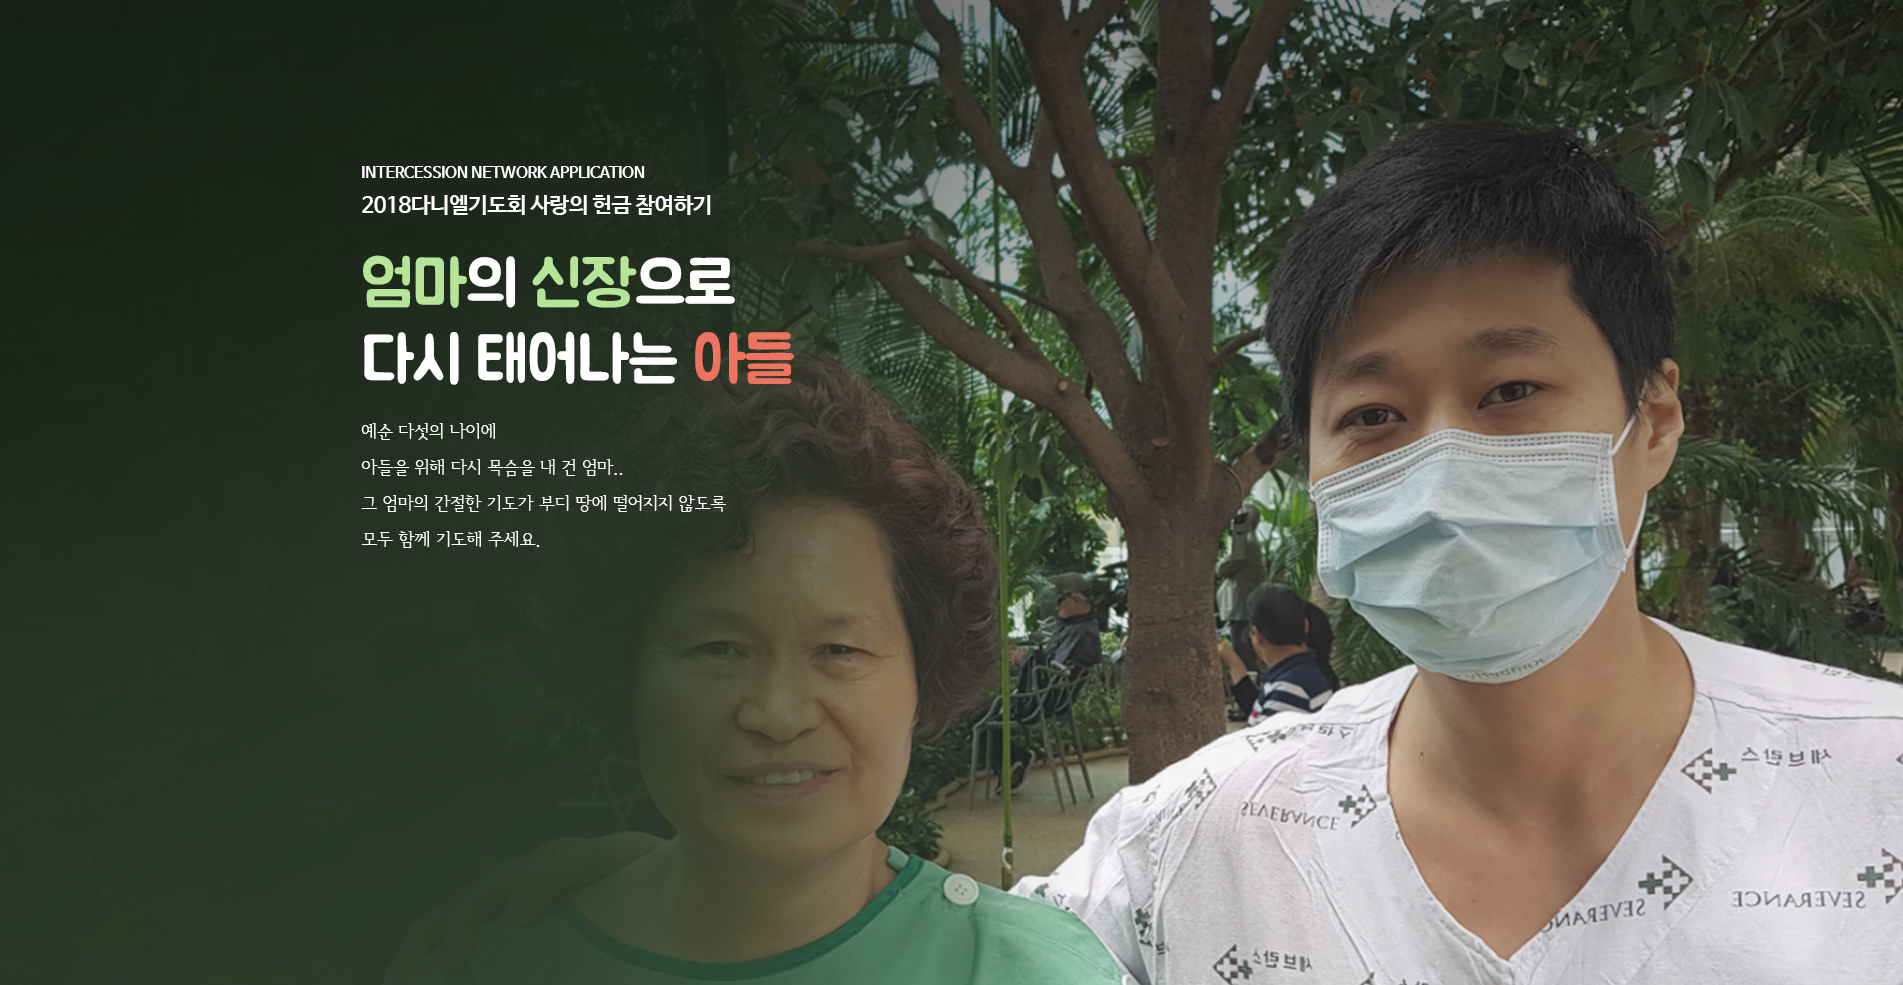 INTERCESSION NETWORK APPLICATION
2018다니엘기도회 사랑의 헌금 참여하기
엄마의 신장으로
다시 태어나는 아들
예순 다섯의 나이에
아들을 위해 다시 목숨을 내 건 엄마..
그 엄마의 간절한 기도가 부디 땅에 떨어지지 않도록
모두 함께 기도해 주세요.
세브란스
SEVERANCE
SEVERANCE
SEVERANCE
세브란스